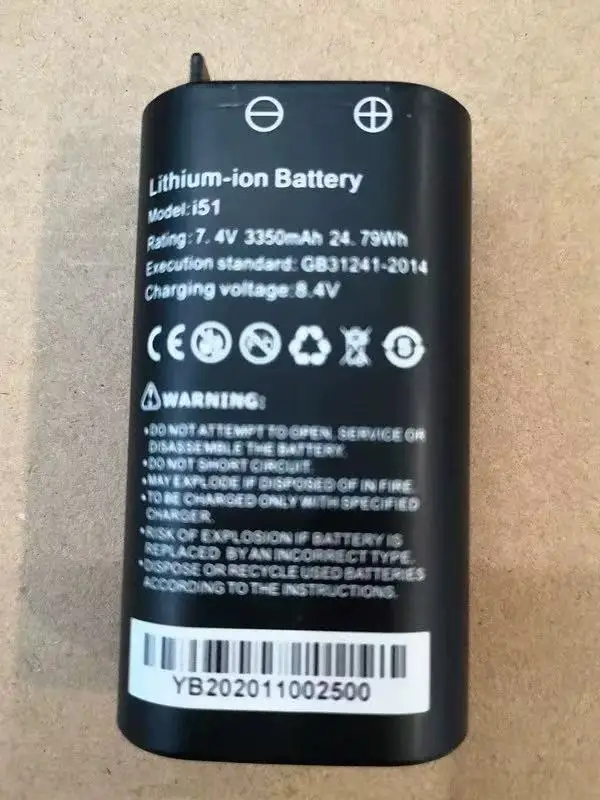 Lithium-ion Battery
Model:i51
Rating:7.4V 3350mAh 24.79Wh
Execution standard: GB31241-2014
Charging voltage:8.4V
CE
WARNING:
•DO NOT ATTEMPT TO OPEN, SERVICE OR
DISASSEMBLE THE BATTERY.
•DO NOT SHORT CIRCUIT.
•MAY EXPLODE IF DISPOSED OF IN FIRE.
•TO BE CHARGED ONLY WITH SPECIFIED
CHARGER.
•RISK OF EXPLOSION IF BATTERY IS
REPLACED BY AN INCORRECT TYPE.
•DISPOSE OR RECYCLE USED BATTERIES
ACCORDING TO THE INSTRUCTIONS.
YB202011002500